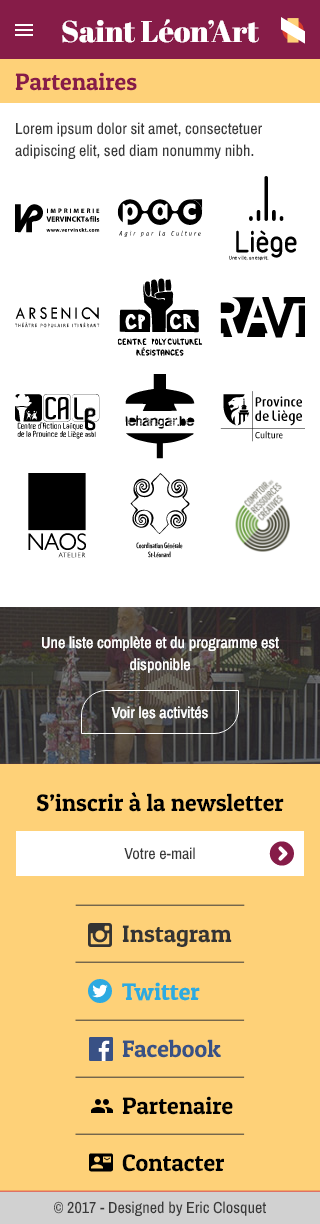 Saint Léon’Art
Partenaires
Lorem ipsum dolor sit amet, consectetuer
adipiscing elit, sed diam nonummy nibh.
IMPRIMERIE
VERVINCKT&fils
www.vervinckt.com
pac
Agir par la Culture
Liège
Une ville, un esprit.
ARSENIC
THÉÂTRE POPULAIRE ITINÉRANT
CPCR
CENTRE POLYCULTUREL
RÉSISTANCES
RAVI
CALg
Centre d'Action Laïque
de la Province de Liège asbl
lehangar.be
Province
de Liège
Culture
NAOS
ATELIER
Coordination Générale
St-Léonard
COMPTOIR DES
RESSOURCES
CRÉATIVES
Une liste complète et du programme est
disponible
Voir les activités
S’inscrire à la newsletter
Votre e-mail
Instagram
Twitter
Facebook
Partenaire
Contacter
© 2017 - Designed by Eric Closquet